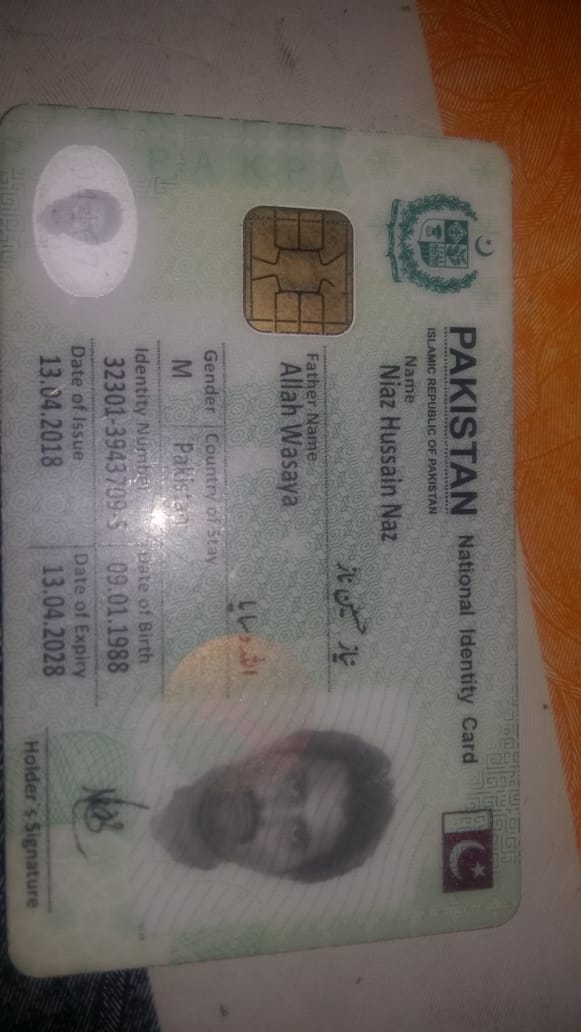 PAKISTAN National Identity Card
ISLAMIC REPUBLIC OF PAKISTAN
Name
Niaz Hussain Naz
نیاز حسین ناز
Father Name
Allah Wasaya
اللہ وسایا
Gender Country of Stay
M Pakistan
Identity Number Date of Birth
32301-3943709-5 09.01.1988
Date of Issue Date of Expiry
13.04.2018 13.04.2028
Holder's Signature